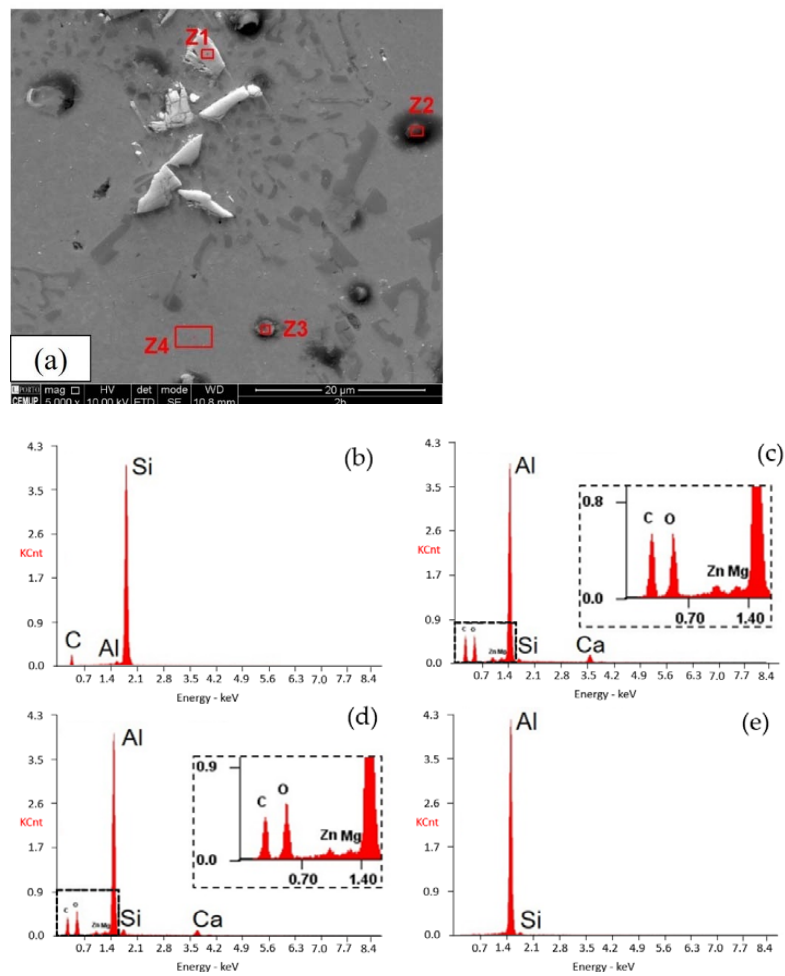 Z1
Z2
Z3
Z4
(a)
PORTO mag HV det mode WD 20 µm
CEMUP 5 000 x 10.00 kV ETD SE 10.8 mm 2h
(b)
4.3
3.5
2.6
KCnt
1.7
0.9
0.0
C Al Si
0.7 1.4 2.1 2.8 3.5 4.2 4.9 5.6 6.3 7.0 7.7 8.4
Energy - keV
(c)
4.3
3.5
2.6
KCnt
1.7
0.9
0.0
Al
C O Zn Mg Si Ca
0.8
C O
Zn Mg
0.0
0.70 1.40
0.7 1.4 2.1 2.8 3.5 4.2 4.9 5.6 6.3 7.0 7.7 8.4
Energy - keV
(d)
4.3
3.5
2.6
KCnt
1.7
0.9
0.0
Al
C O Zn Mg Si Ca
0.9
C O
Zn Mg
0.0
0.70 1.40
0.7 1.4 2.1 2.8 3.5 4.2 4.9 5.6 6.3 7.0 7.7 8.4
Energy - keV
(e)
4.3
3.5
2.6
KCnt
1.7
0.9
0.0
Al
Si
0.7 1.4 2.1 2.8 3.5 4.2 4.9 5.6 6.3 7.0 7.7 8.4
Energy - keV